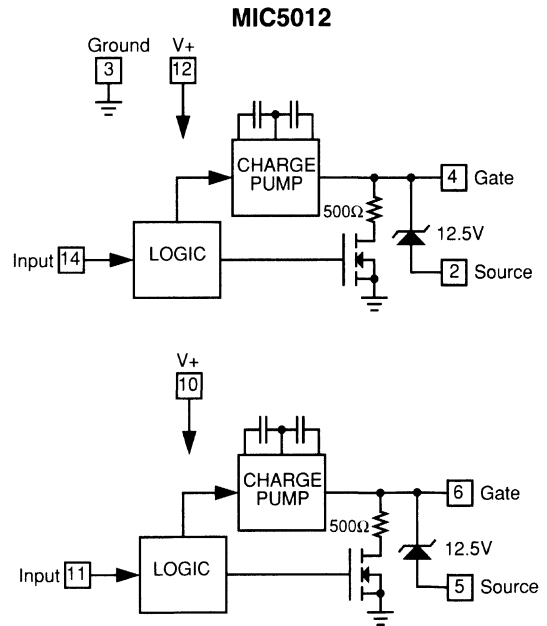 MIC5012
Ground V+
3 12
CHARGE
PUMP
4 Gate
500Ω
12.5V
LOGIC
Input 14
2 Source
V+
10
CHARGE
PUMP
6 Gate
500Ω
12.5V
LOGIC
Input 11
5 Source